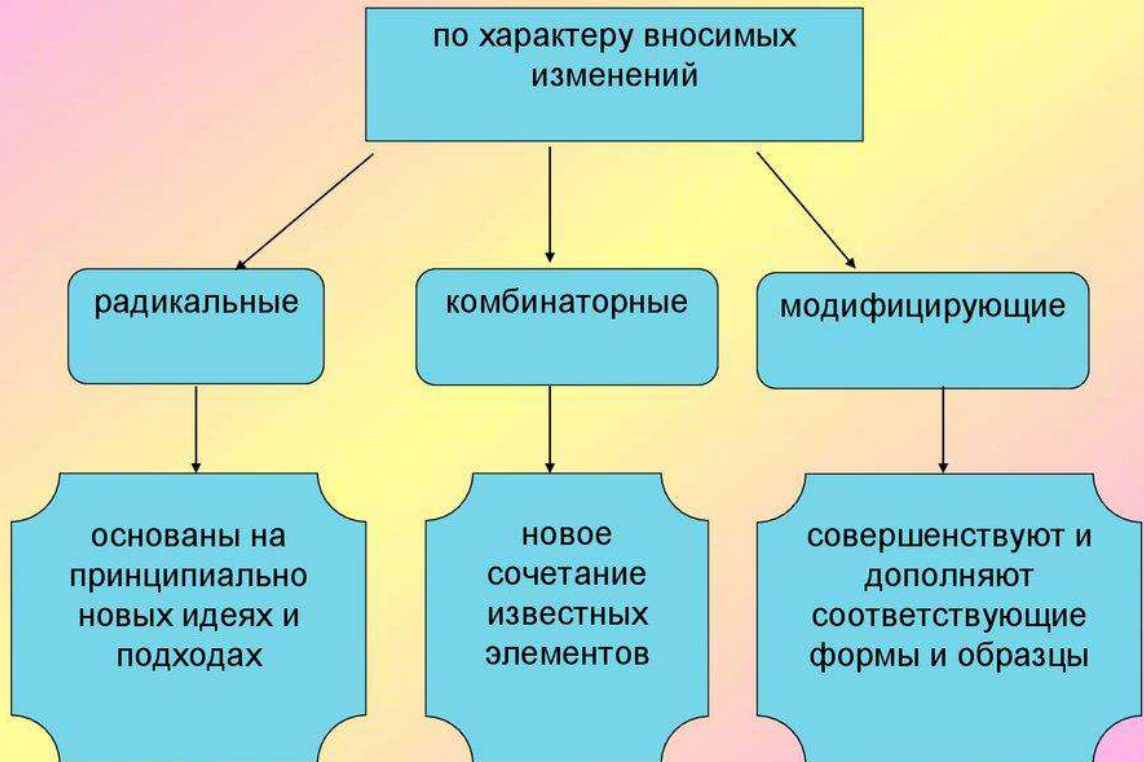 по характеру вносимых
изменений
радикальные
комбинаторные
модифицирующие
основаны на
принципиально
новых идеях и
подходах
новое
сочетание
известных
элементов
совершенствуют и
дополняют
соответствующие
формы и образцы